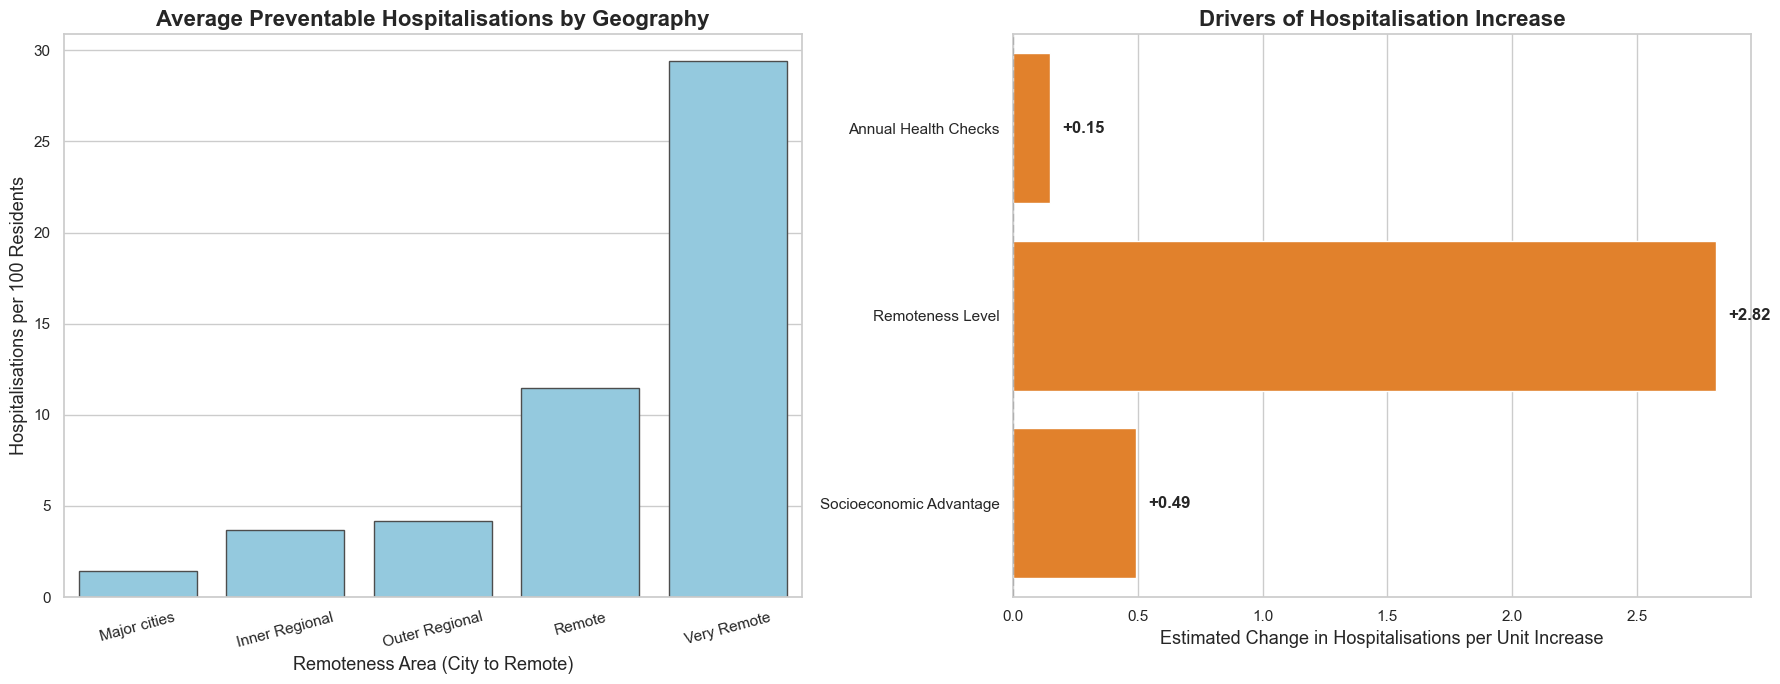 Average Preventable Hospitalisations by Geography
30
25
20
15
10
5
0
Hospitalisations per 100 Residents
Major cities
Inner Regional
Outer Regional
Remote
Very Remote
Remoteness Area (City to Remote)
Drivers of Hospitalisation Increase
Annual Health Checks
+0.15
Remoteness Level
+2.82
Socioeconomic Advantage
+0.49
0.0
0.5
1.0
1.5
2.0
2.5
Estimated Change in Hospitalisations per Unit Increase